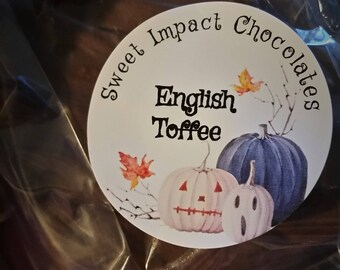 Sweet Impact Chocolates
English
Toffee